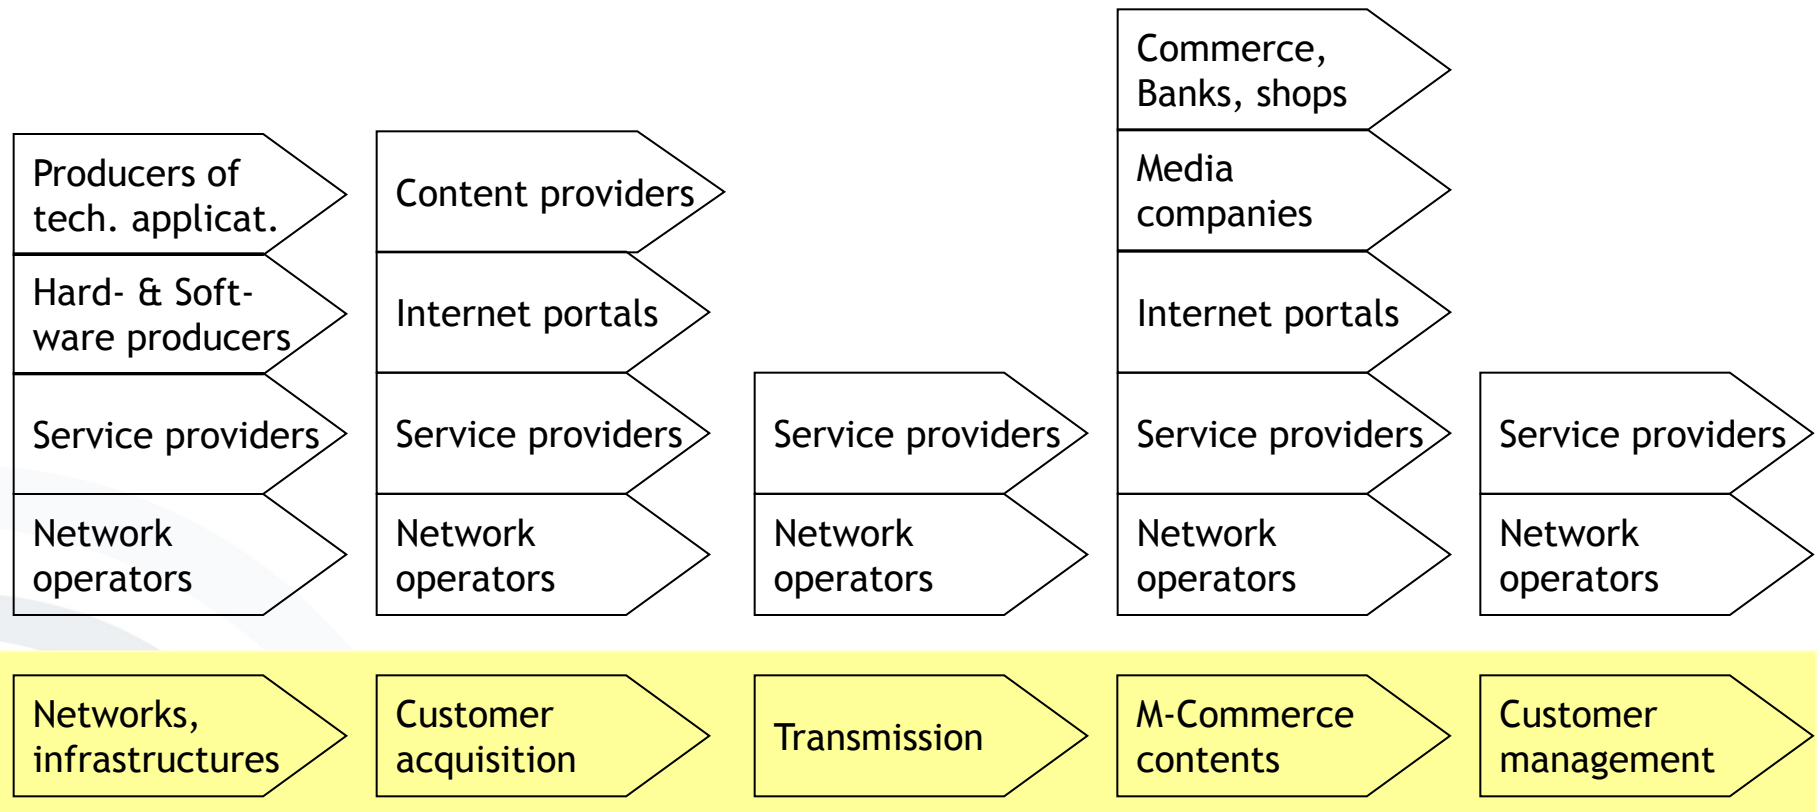 Commerce,
Banks, shops
Producers of
tech. applicat.
Content providers
Media
companies
Hard- & Soft-
ware producers
Internet portals
Internet portals
Service providers
Service providers
Service providers
Service providers
Service providers
Network
operators
Network
operators
Network
operators
Network
operators
Network
operators
Networks,
infrastructures
Customer
acquisition
Transmission
M-Commerce
contents
Customer
management